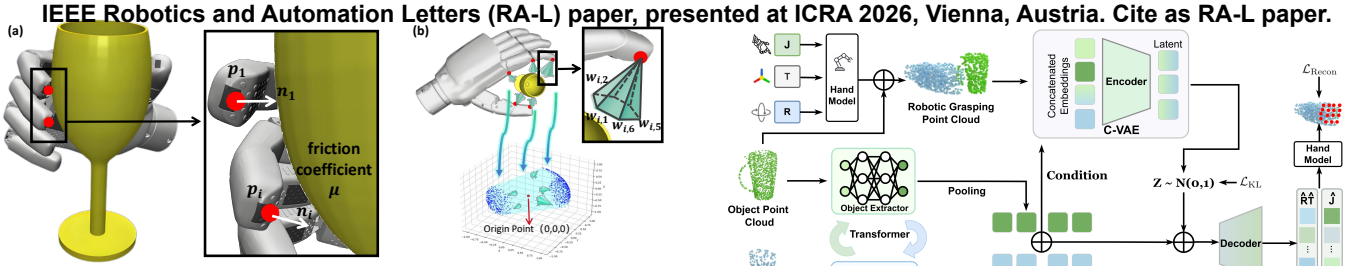 IEEE Robotics and Automation Letters (RA-L) paper, presented at ICRA 2026, Vienna, Austria. Cite as RA-L paper.
(a)
p₁
n₁
friction
coefficient
μ
pᵢ
nᵢ
(b)
wᵢ,₂
wᵢ,₁
wᵢ,₆
wᵢ,₅
Origin Point (0,0,0)
J
T
R
Hand
Model
Robotic Grasping
Point Cloud
Concatenated
Embeddings
Encoder
Latent
C-VAE
Object Point
Cloud
Object Extractor
Pooling
Transformer
Condition
Z ~ N(0,1)
ℒ_KL
ℒ_Recon
Hand
Model
R̂T̂
Ĵ
Decoder